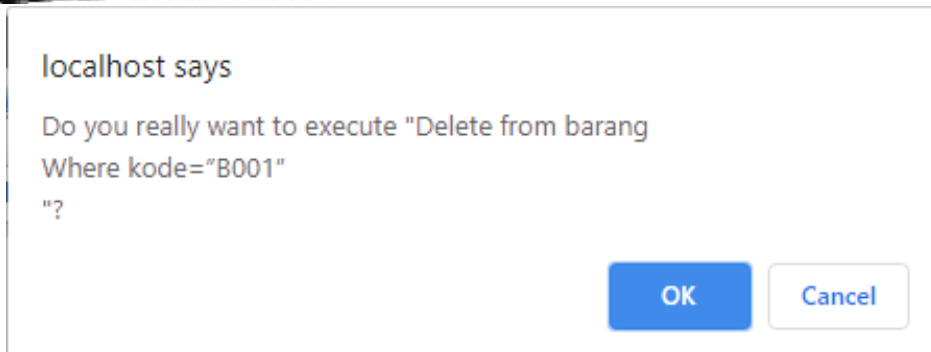 localhost says
Do you really want to execute "Delete from barang
Where kode=”B001”
"?
OK
Cancel